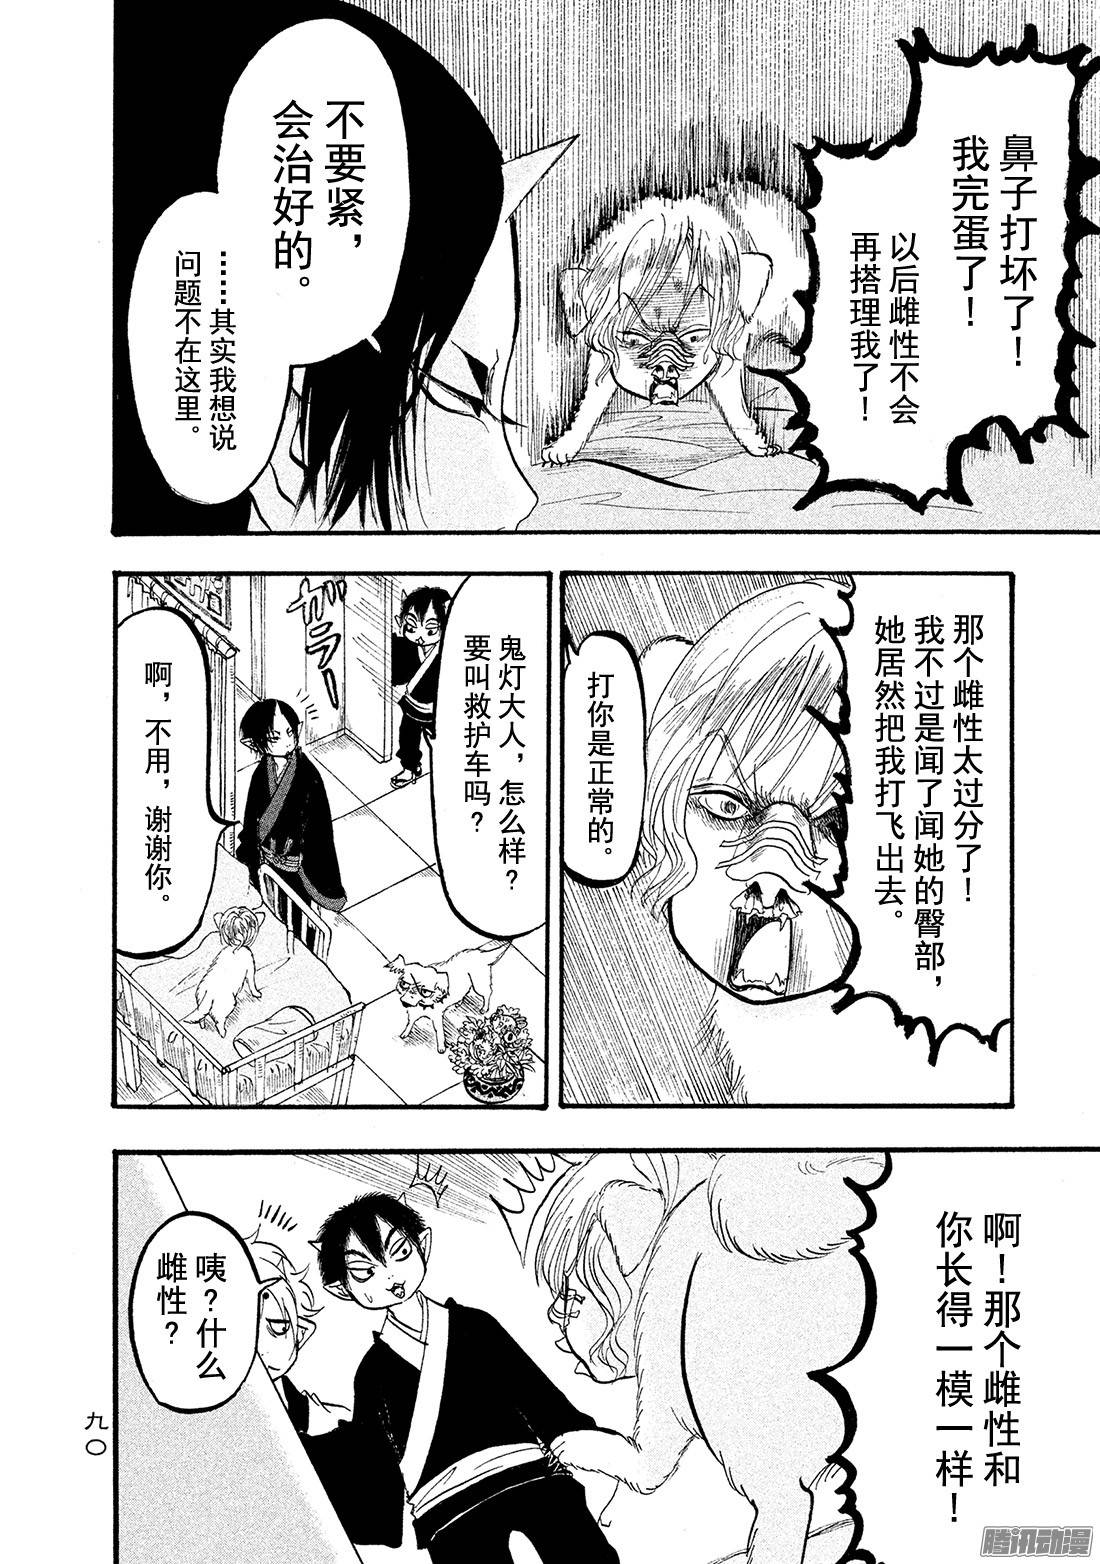 鼻子打坏了！
我完蛋了！
以后雌性不会
再搭理我了！
不要紧，
会治好的。
……其实我想说
问题不在这里。
那个雌性太过分了！
我不过是闻了闻她的臀部，
她居然把我打飞出去。
打你是正常的。
ガラー
鬼灯大人，怎么样？
要叫救护车吗？
啊，不用，谢谢你。
啊！那个雌性和
你长得一模一样！
咦？什么
雌性？
九〇
腾讯动漫